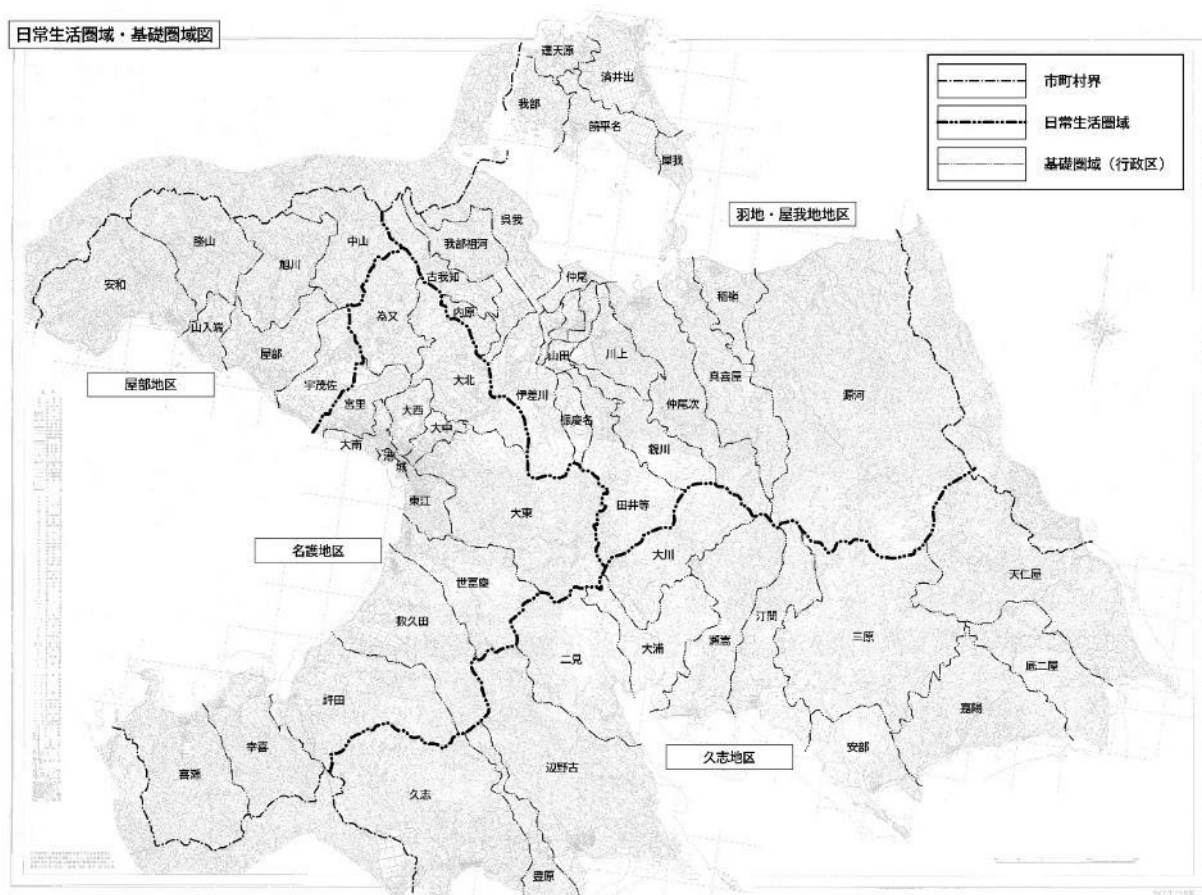 日常生活圏域・基礎圏域図
市町村界
日常生活圏域
基礎圏域（行政区）
運天原
済井出
我部
饒平名
屋我
羽地・屋我地地区
呉我
勝山
中山
我部祖河
旭川
古我知
仲尾
安和
稲嶺
為又
内原
山入端
山田
川上
屋部
真喜屋
源河
大北
屋部地区
宇茂佐
伊差川
宮里
仲尾次
大西
振慶名
大中
大南
親川
港
城
東江
大東
田井等
名護地区
大川
天仁屋
世冨慶
数久田
汀間
三原
二見
大浦
瀬嵩
底仁屋
許田
嘉陽
幸喜
安部
久志地区
喜瀬
辺野古
久志
豊原